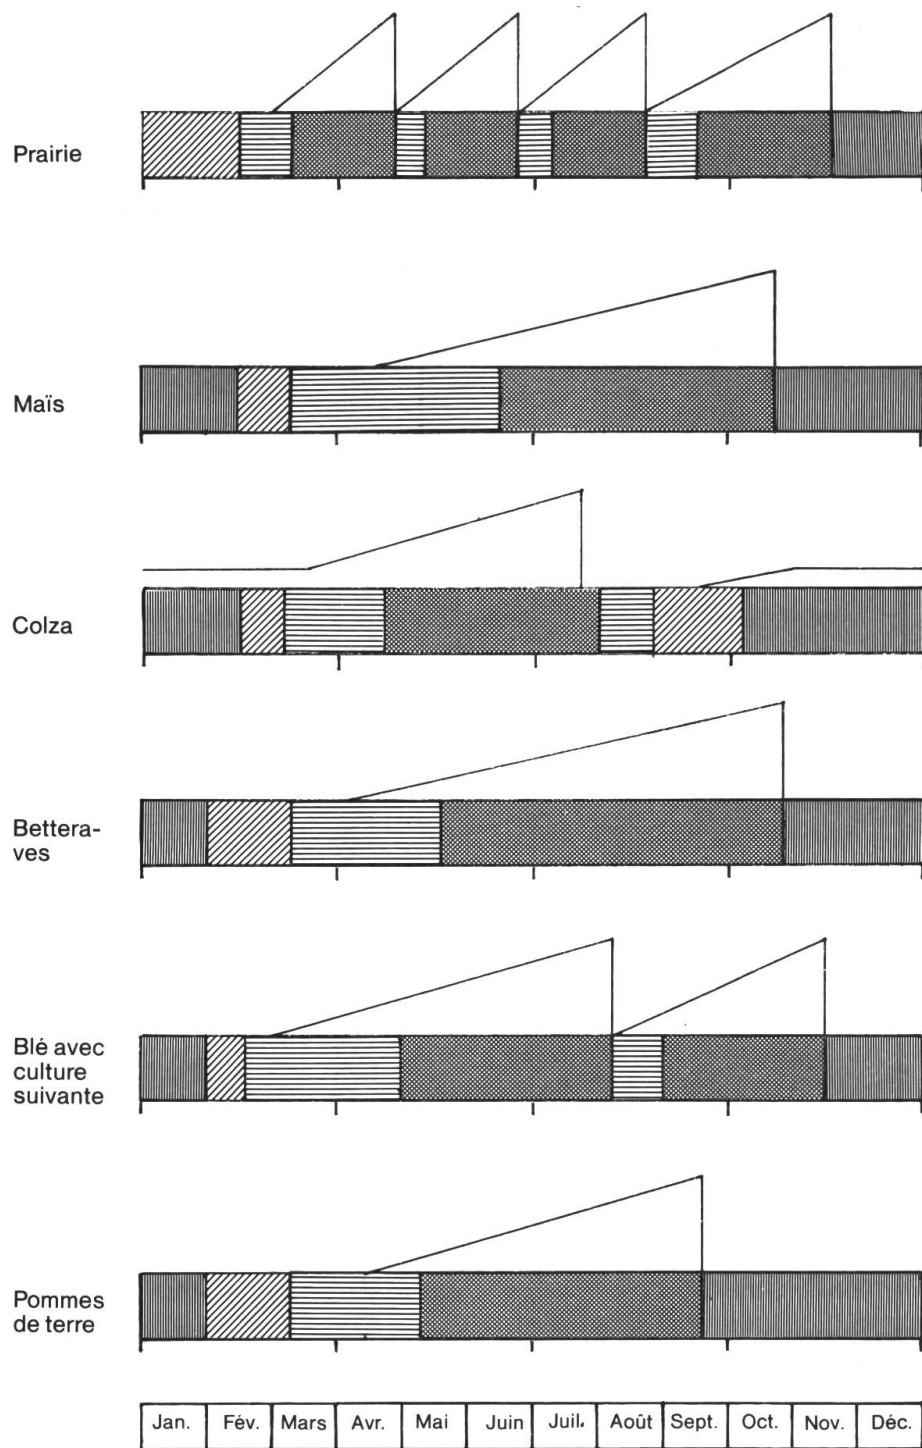 Prairie
Maïs
Colza
Bettera-
ves
Blé avec
culture
suivante
Pommes
de terre
Jan. Fév. Mars Avr. Mai Juin Juil. Août Sept. Oct. Nov. Déc.